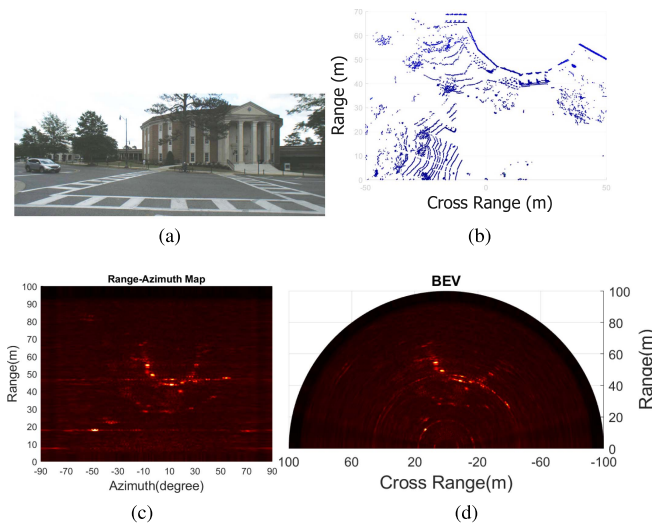 70
60
50
40
30
20
10
0
Range (m)
-50 0 50
Cross Range (m)
(a) (b)
Range-Azimuth Map
100
90
80
70
60
50
40
30
20
10
0
Range(m)
-90 -70 -50 -30 -10 10 30 50 70 90
Azimuth(degree)
(c)
BEV
100
80
60
40
20
0
Range(m)
100 60 20 -20 -60 -100
Cross Range(m)
(d)